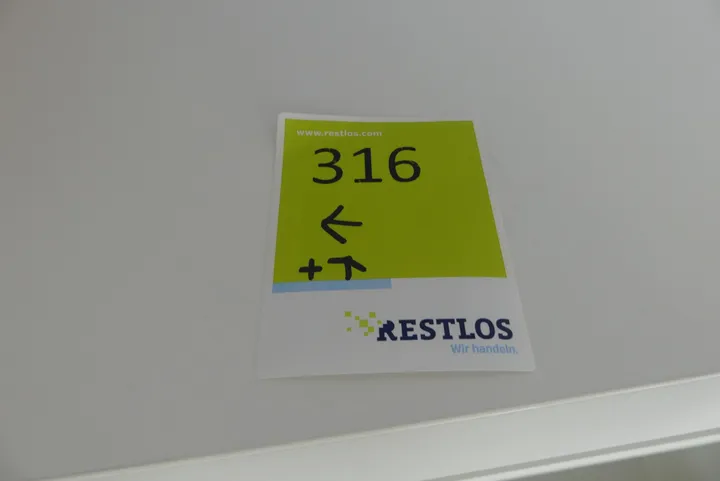 www.restlos.com
316
←
+↗
RESTLOS
Wir handeln.